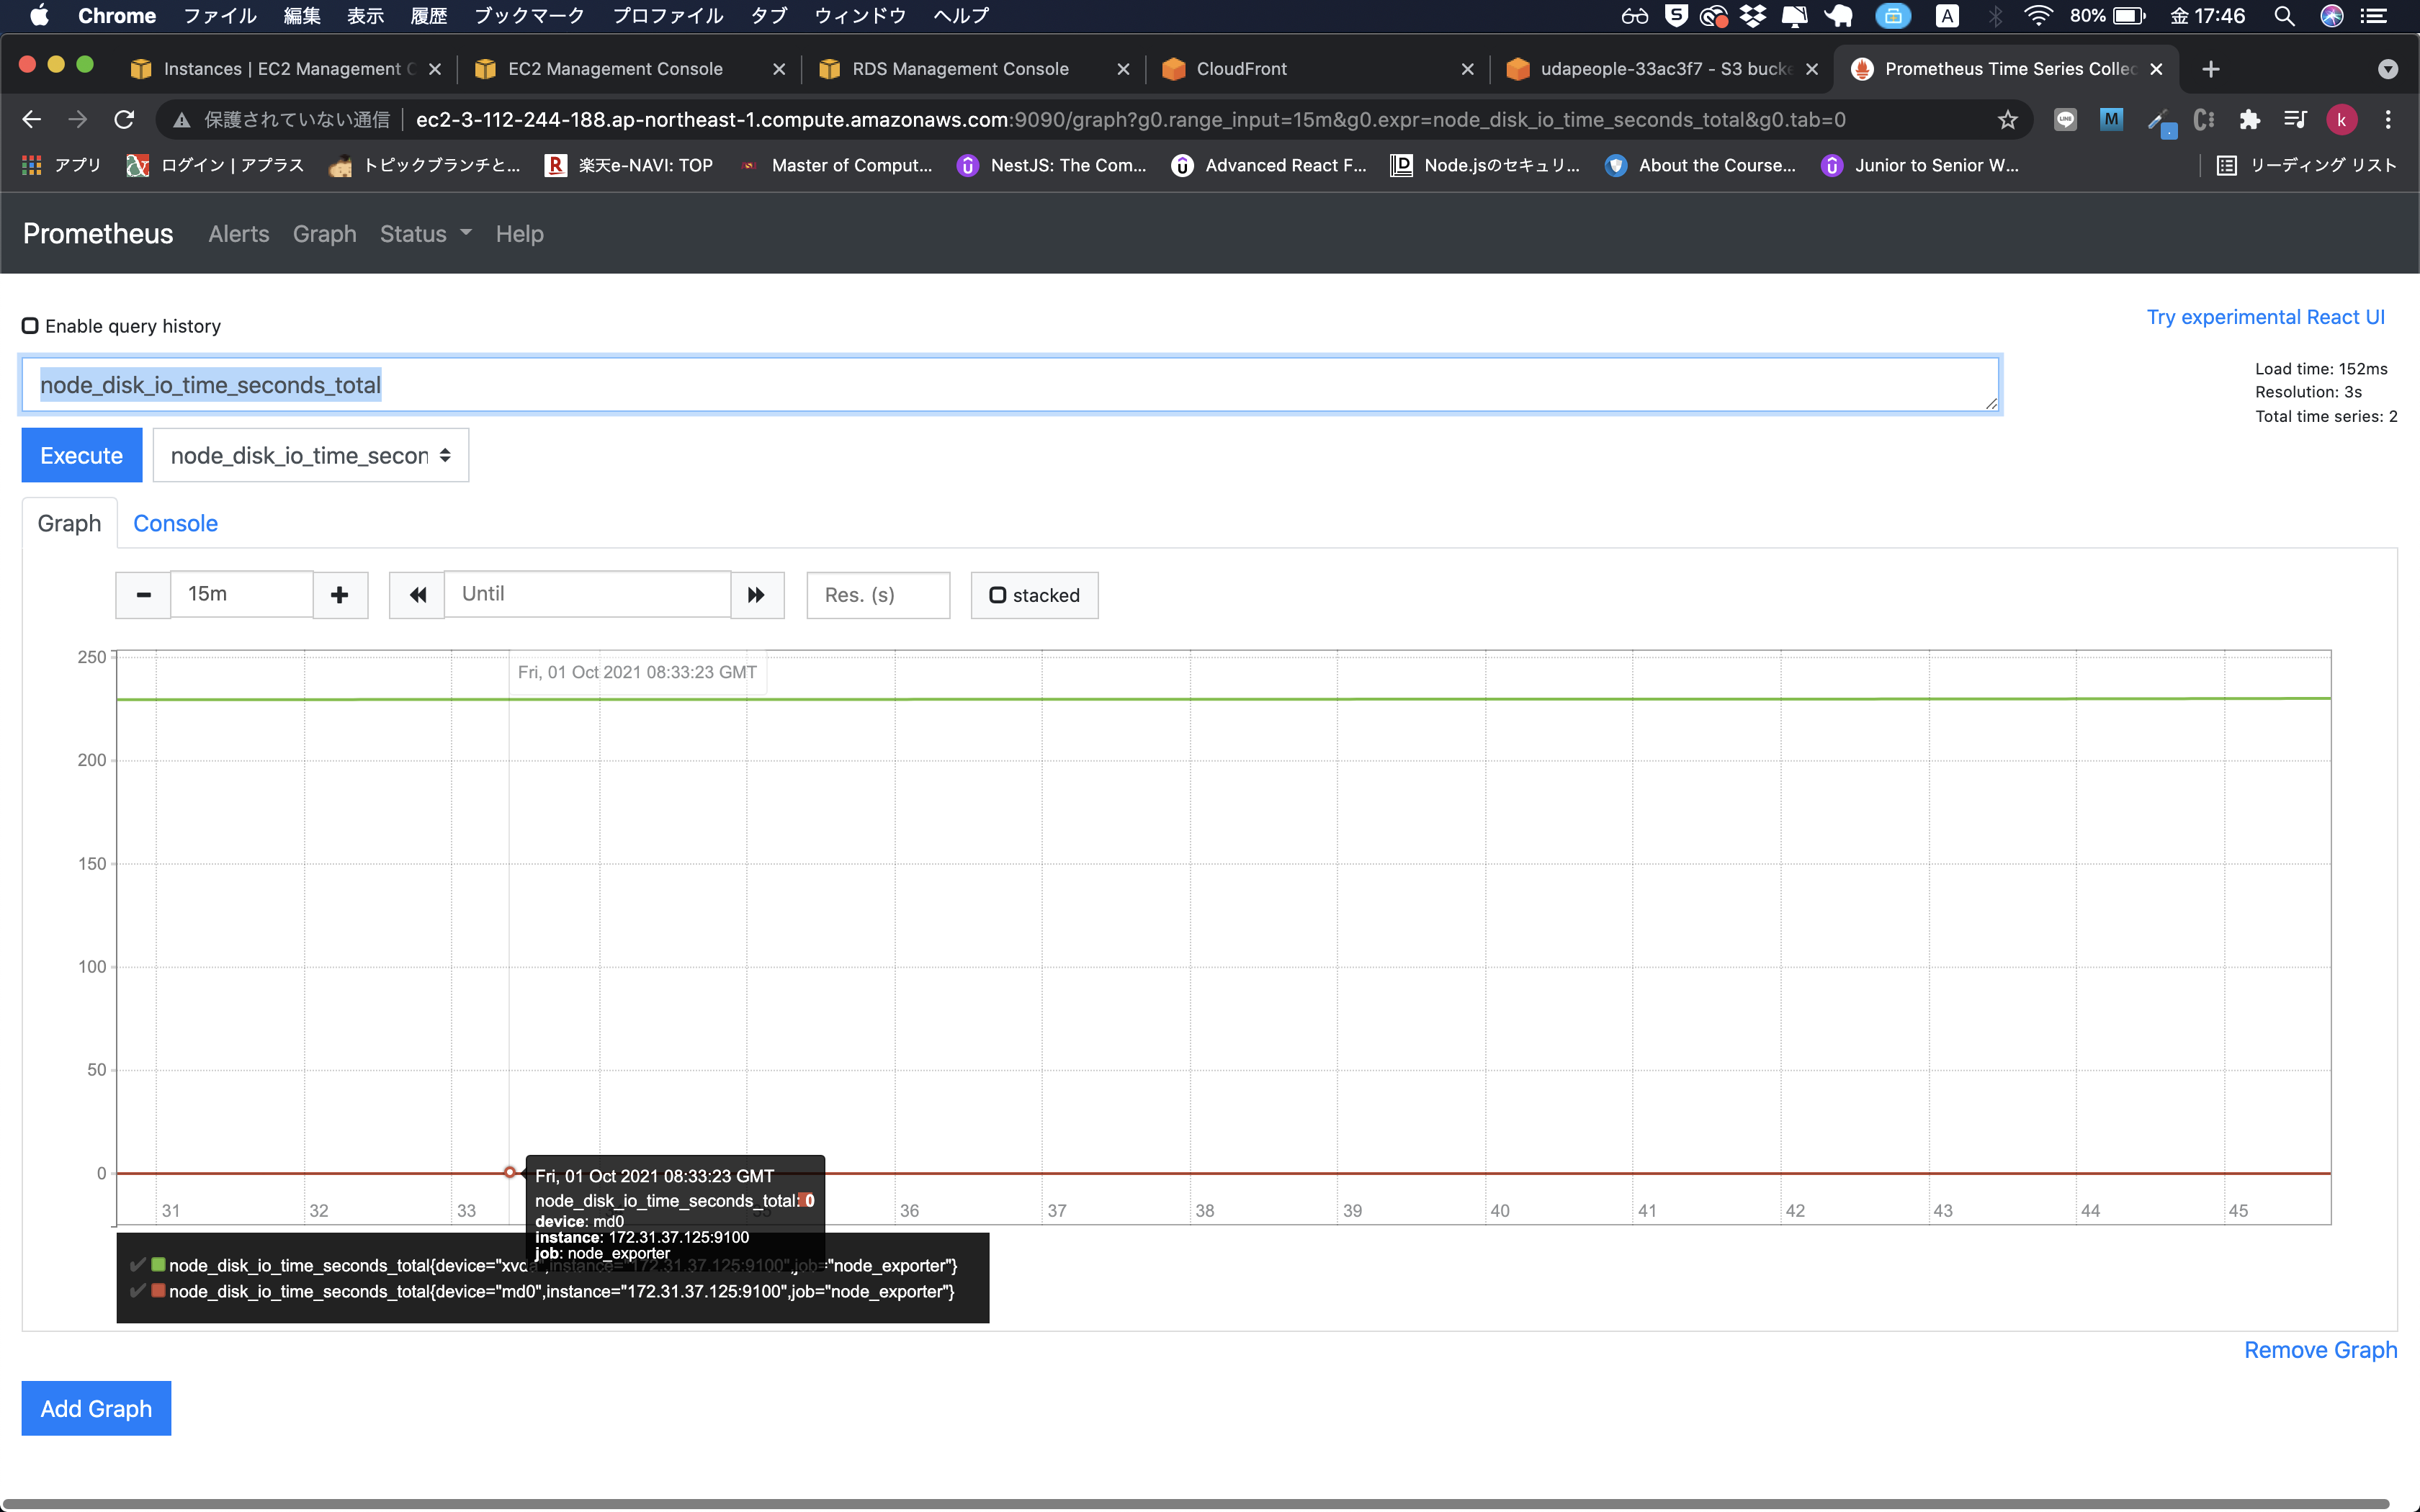 Chrome ファイル 編集 表示 履歴 ブックマーク プロファイル タブ ウィンドウ ヘルプ 80% 金 17:46
Instances | EC2 Management C
EC2 Management Console
RDS Management Console
CloudFront
udapeople-33ac3f7 - S3 bucke
Prometheus Time Series Collec
保護されていない通信 ec2-3-112-244-188.ap-northeast-1.compute.amazonaws.com:9090/graph?g0.range_input=15m&g0.expr=node_disk_io_time_seconds_total&g0.tab=0
アプリ ログイン | アプラス トピックブランチと... 楽天e-NAVI: TOP Master of Comput... NestJS: The Com... Advanced React F... Node.jsのセキュリ... About the Course... Junior to Senior W... リーディング リスト
Prometheus Alerts Graph Status Help
Enable query history
Try experimental React UI
node_disk_io_time_seconds_total
Load time: 152ms
Resolution: 3s
Total time series: 2
Execute node_disk_io_time_secon
Graph Console
15m Until Res. (s) stacked
250
Fri, 01 Oct 2021 08:33:23 GMT
200
150
100
50
0
Fri, 01 Oct 2021 08:33:23 GMT
node_disk_io_time_seconds_total: 0
device: md0
instance: 172.31.37.125:9100
job: node_exporter
31 32 33 35 36 37 38 39 40 41 42 43 44 45
node_disk_io_time_seconds_total{device="xvda",instance="172.31.37.125:9100",job="node_exporter"}
node_disk_io_time_seconds_total{device="md0",instance="172.31.37.125:9100",job="node_exporter"}
Remove Graph
Add Graph